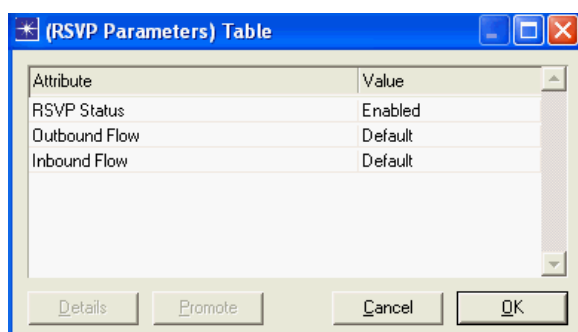 (RSVP Parameters) Table
Attribute Value
RSVP Status Enabled
Outbound Flow Default
Inbound Flow Default
Details Promote Cancel OK